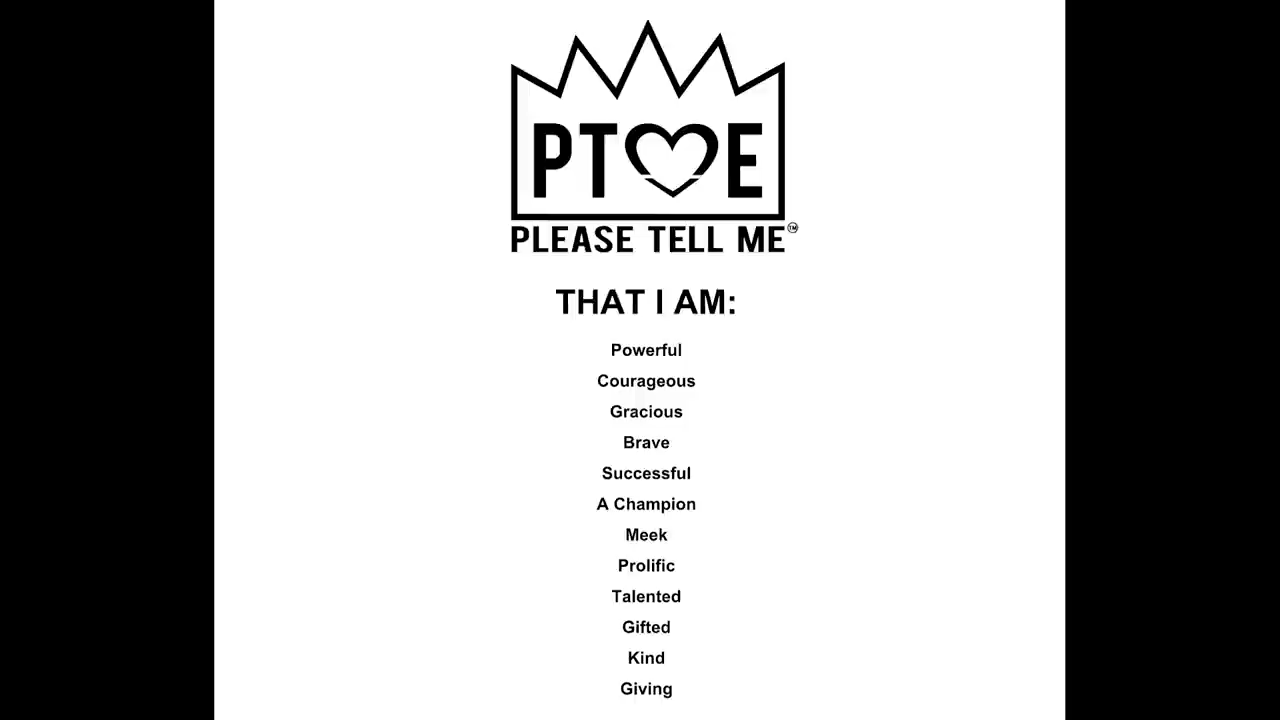 PT♥E
PLEASE TELL ME™
THAT I AM:
Powerful
Courageous
Gracious
Brave
Successful
A Champion
Meek
Prolific
Talented
Gifted
Kind
Giving